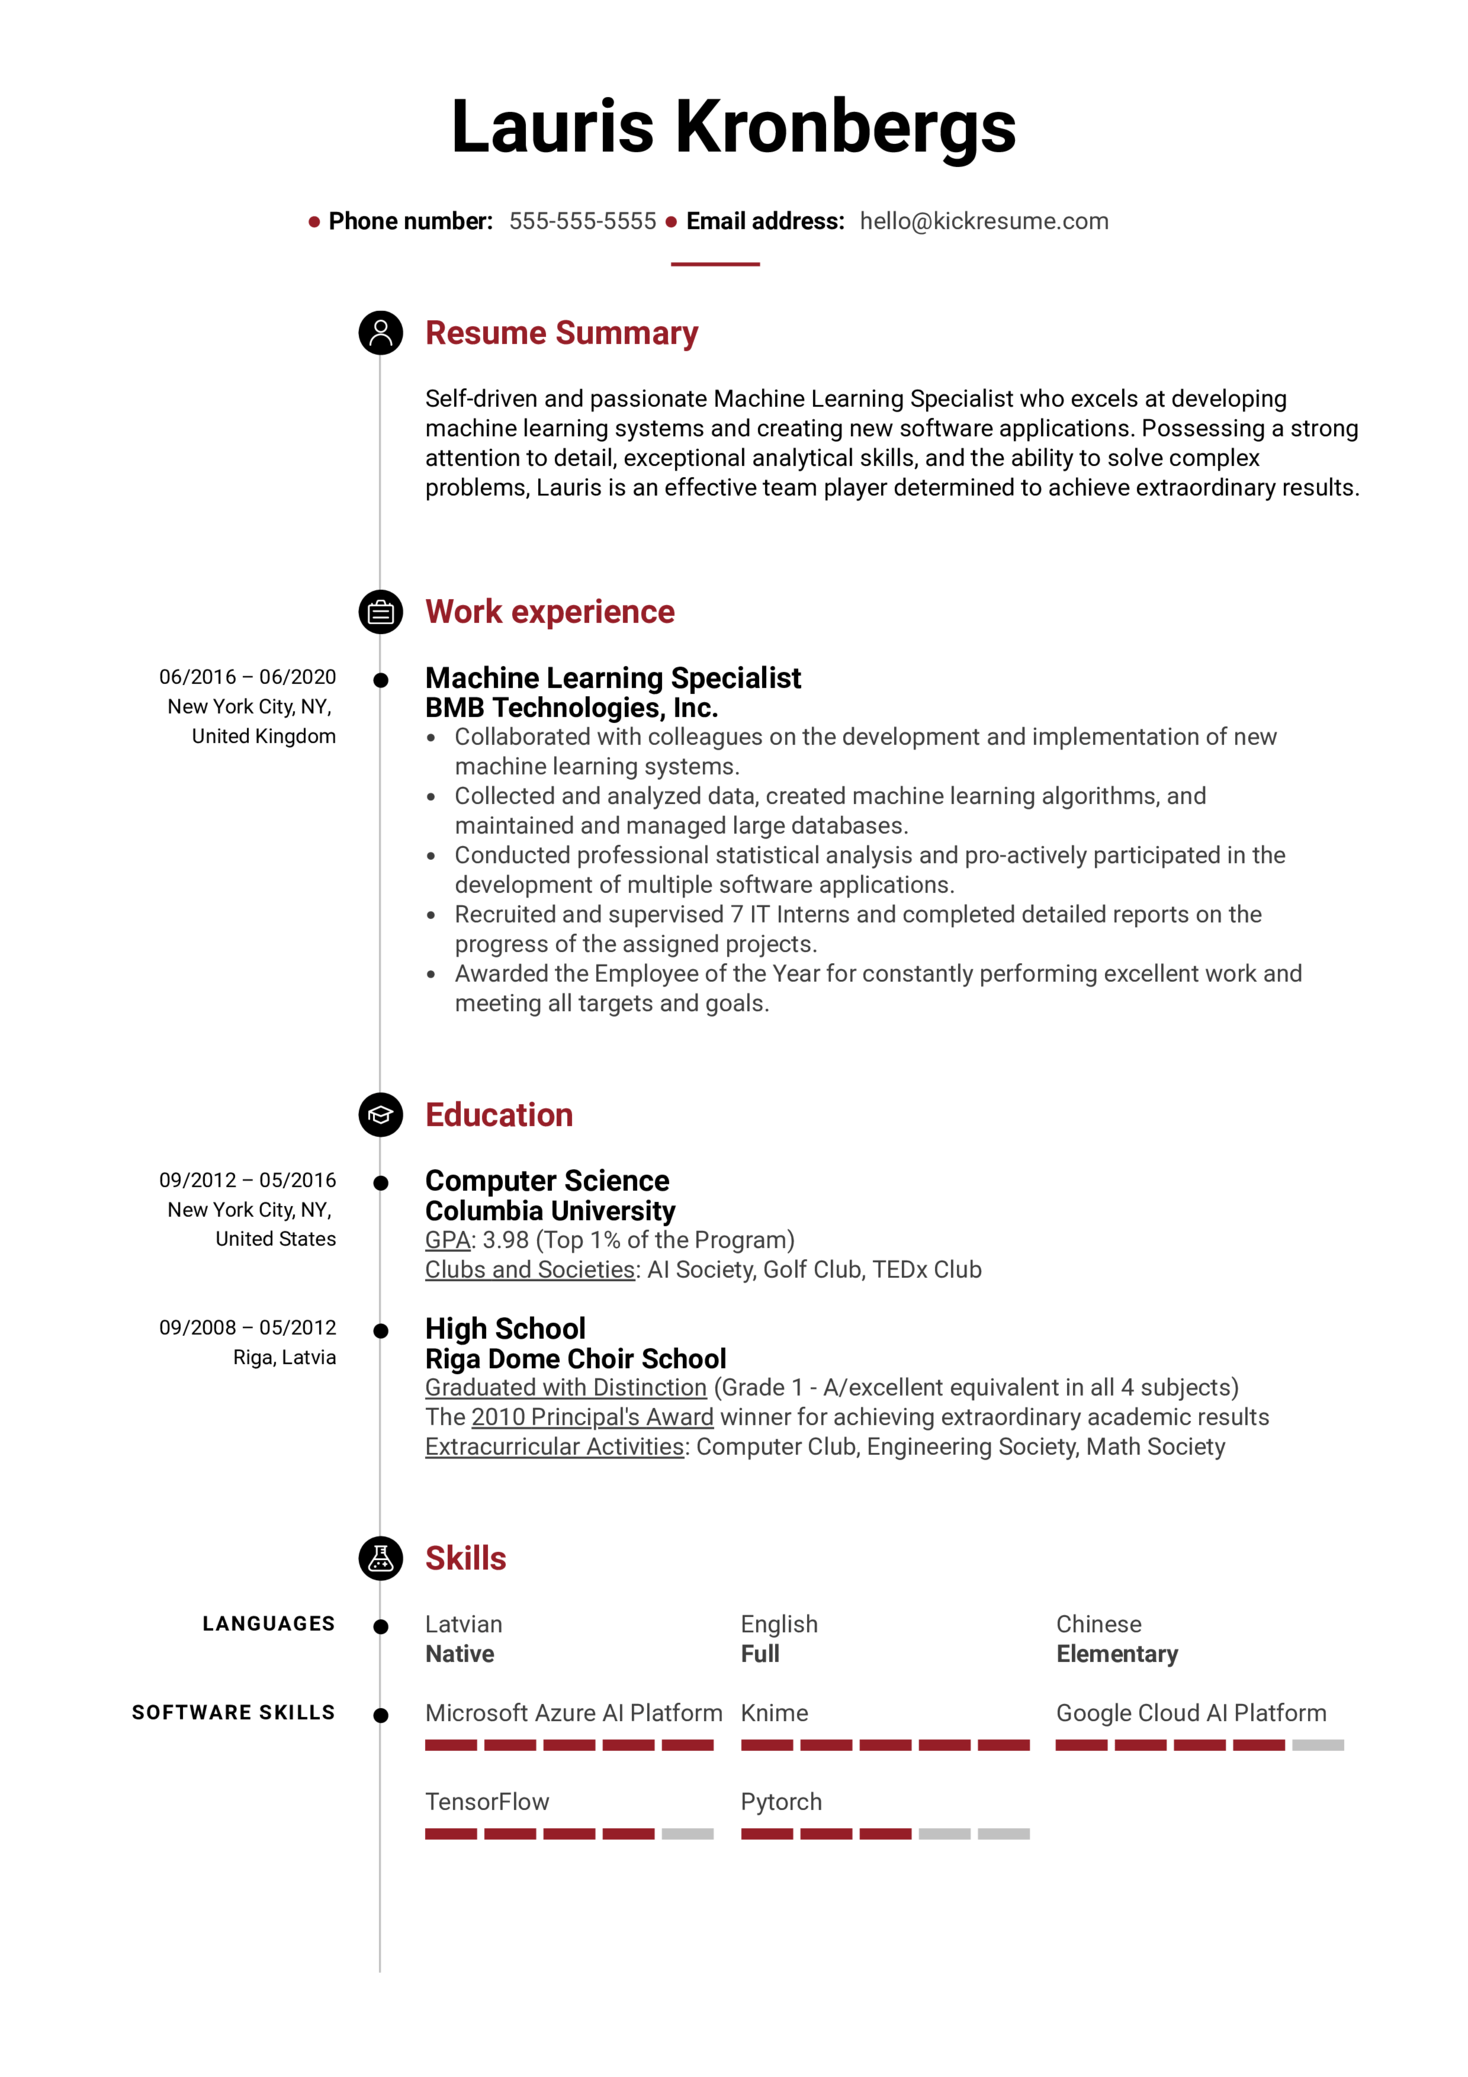 Lauris Kronbergs
Phone number: 555-555-5555 Email address: hello@kickresume.com
Resume Summary
Self-driven and passionate Machine Learning Specialist who excels at developing
machine learning systems and creating new software applications. Possessing a strong
attention to detail, exceptional analytical skills, and the ability to solve complex
problems, Lauris is an effective team player determined to achieve extraordinary results.
Work experience
06/2016 – 06/2020
New York City, NY,
United Kingdom
Machine Learning Specialist
BMB Technologies, Inc.
• Collaborated with colleagues on the development and implementation of new
machine learning systems.
• Collected and analyzed data, created machine learning algorithms, and
maintained and managed large databases.
• Conducted professional statistical analysis and pro-actively participated in the
development of multiple software applications.
• Recruited and supervised 7 IT Interns and completed detailed reports on the
progress of the assigned projects.
• Awarded the Employee of the Year for constantly performing excellent work and
meeting all targets and goals.
Education
09/2012 – 05/2016
New York City, NY,
United States
Computer Science
Columbia University
GPA: 3.98 (Top 1% of the Program)
Clubs and Societies: AI Society, Golf Club, TEDx Club
09/2008 – 05/2012
Riga, Latvia
High School
Riga Dome Choir School
Graduated with Distinction (Grade 1 - A/excellent equivalent in all 4 subjects)
The 2010 Principal's Award winner for achieving extraordinary academic results
Extracurricular Activities: Computer Club, Engineering Society, Math Society
Skills
LANGUAGES
Latvian
Native
English
Full
Chinese
Elementary
SOFTWARE SKILLS
Microsoft Azure AI Platform
Knime
Google Cloud AI Platform
TensorFlow
Pytorch